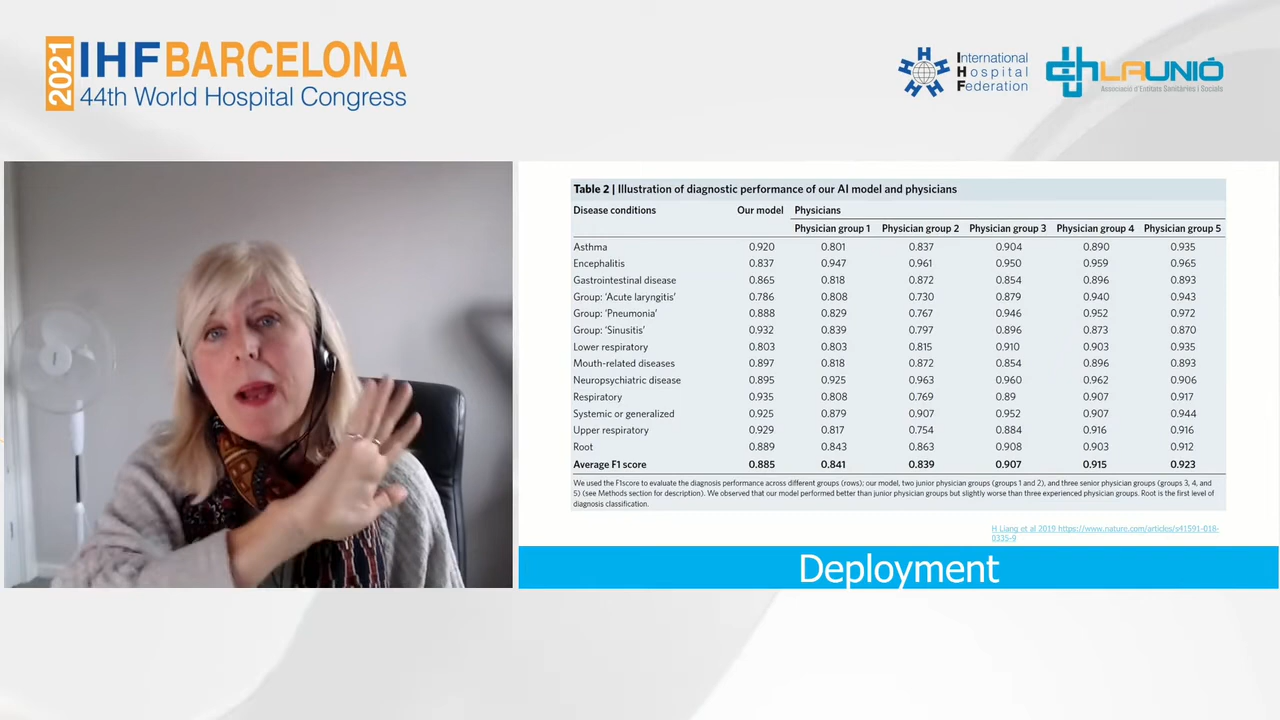 2021
IHF BARCELONA
44th World Hospital Congress
International
Hospital
Federation
LAUNIÓ
Associació d'Entitats Sanitàries i Socials
Table 2 | Illustration of diagnostic performance of our AI model and physicians
Disease conditions Our model Physicians
Physician group 1 Physician group 2 Physician group 3 Physician group 4 Physician group 5
Asthma 0.920 0.801 0.837 0.904 0.890 0.935
Encephalitis 0.837 0.947 0.961 0.950 0.959 0.965
Gastrointestinal disease 0.865 0.818 0.872 0.854 0.896 0.893
Group: 'Acute laryngitis' 0.786 0.808 0.730 0.879 0.940 0.943
Group: 'Pneumonia' 0.888 0.829 0.767 0.946 0.952 0.972
Group: 'Sinusitis' 0.932 0.839 0.797 0.896 0.873 0.870
Lower respiratory 0.803 0.803 0.815 0.910 0.903 0.935
Mouth-related diseases 0.897 0.818 0.872 0.854 0.896 0.893
Neuropsychiatric disease 0.895 0.925 0.963 0.960 0.962 0.906
Respiratory 0.935 0.808 0.769 0.89 0.907 0.917
Systemic or generalized 0.925 0.879 0.907 0.952 0.907 0.944
Upper respiratory 0.929 0.817 0.754 0.884 0.916 0.916
Root 0.889 0.843 0.863 0.908 0.903 0.912
Average F1 score 0.885 0.841 0.839 0.907 0.915 0.923
We used the F1score to evaluate the diagnosis performance across different groups (rows); our model, two junior physician groups (groups 1 and 2), and three senior physician groups (groups 3, 4, and
5) (see Methods section for description). We observed that our model performed better than junior physician groups but slightly worse than three experienced physician groups. Root is the first level of
diagnosis classification.
H Liang et al 2019 https://www.nature.com/articles/s41591-018-
0335-9
Deployment